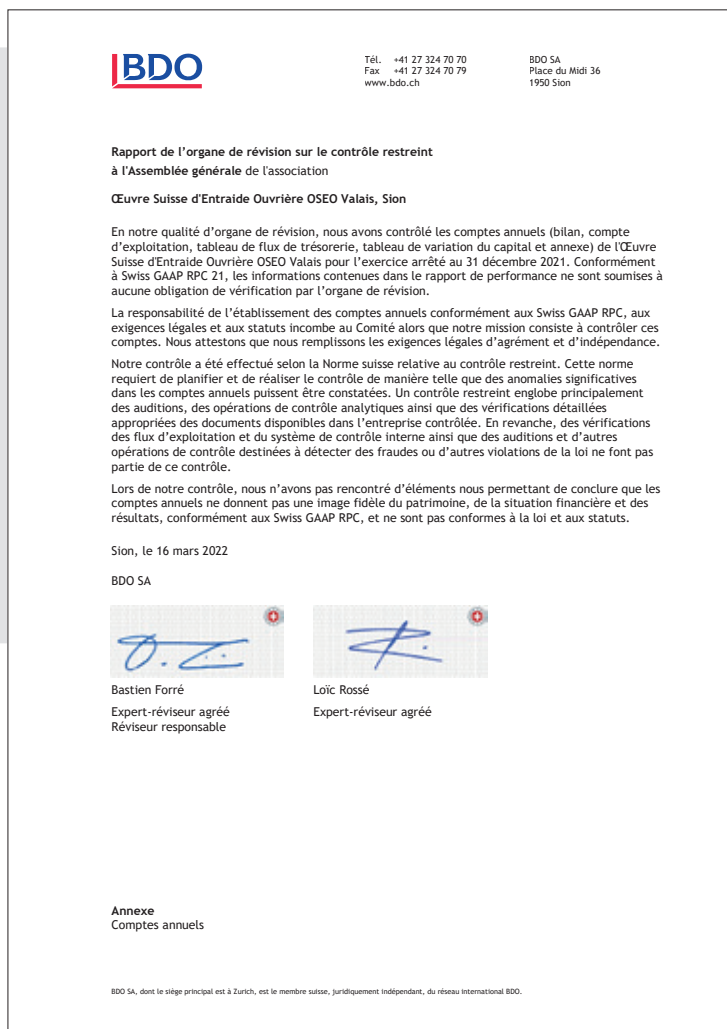 BDO
Tél. +41 27 324 70 70
Fax +41 27 324 70 79
www.bdo.ch
BDO SA
Place du Midi 36
1950 Sion
Rapport de l’organe de révision sur le contrôle restreint
à l'Assemblée générale de l'association
Œuvre Suisse d'Entraide Ouvrière OSEO Valais, Sion
En notre qualité d’organe de révision, nous avons contrôlé les comptes annuels (bilan, compte
d’exploitation, tableau de flux de trésorerie, tableau de variation du capital et annexe) de l'Œuvre
Suisse d'Entraide Ouvrière OSEO Valais pour l’exercice arrêté au 31 décembre 2021. Conformément
à Swiss GAAP RPC 21, les informations contenues dans le rapport de performance ne sont soumises à
aucune obligation de vérification par l’organe de révision.
La responsabilité de l’établissement des comptes annuels conformément aux Swiss GAAP RPC, aux
exigences légales et aux statuts incombe au Comité alors que notre mission consiste à contrôler ces
comptes. Nous attestons que nous remplissons les exigences légales d’agrément et d’indépendance.
Notre contrôle a été effectué selon la Norme suisse relative au contrôle restreint. Cette norme
requiert de planifier et de réaliser le contrôle de manière telle que des anomalies significatives
dans les comptes annuels puissent être constatées. Un contrôle restreint englobe principalement
des auditions, des opérations de contrôle analytiques ainsi que des vérifications détaillées
appropriées des documents disponibles dans l’entreprise contrôlée. En revanche, des vérifications
des flux d’exploitation et du système de contrôle interne ainsi que des auditions et d’autres
opérations de contrôle destinées à détecter des fraudes ou d’autres violations de la loi ne font pas
partie de ce contrôle.
Lors de notre contrôle, nous n’avons pas rencontré d’éléments nous permettant de conclure que les
comptes annuels ne donnent pas une image fidèle du patrimoine, de la situation financière et des
résultats, conformément aux Swiss GAAP RPC, et ne sont pas conformes à la loi et aux statuts.
Sion, le 16 mars 2022
BDO SA
Bastien Forré
Expert-réviseur agréé
Réviseur responsable
Loïc Rossé
Expert-réviseur agréé
Annexe
Comptes annuels
BDO SA, dont le siège principal est à Zurich, est le membre suisse, juridiquement indépendant, du réseau international BDO.